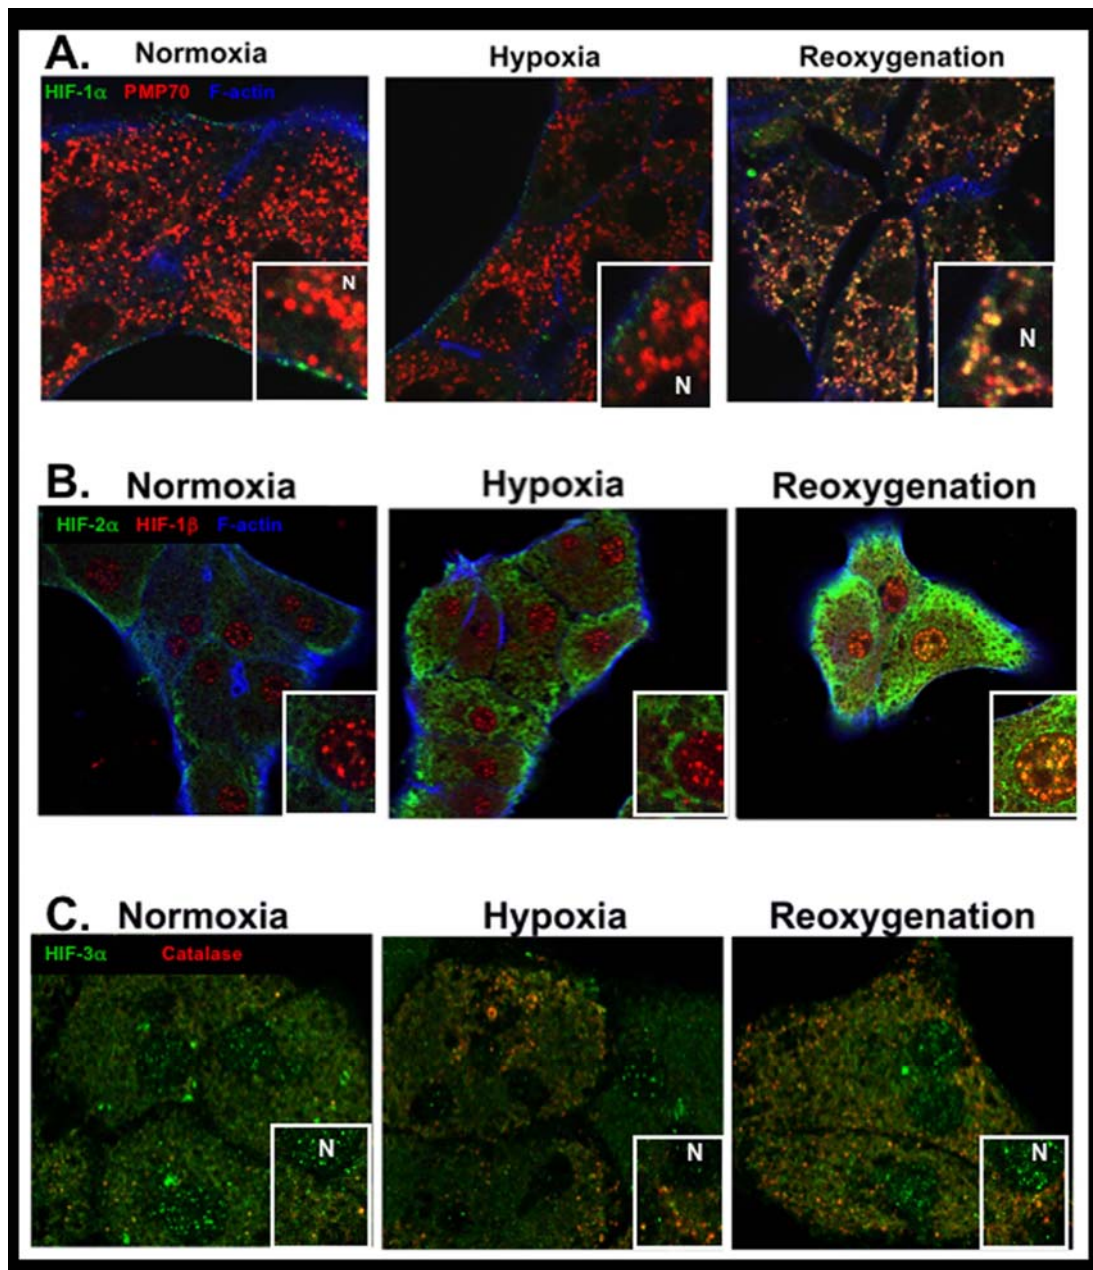 A. Normoxia Hypoxia Reoxygenation
HIF-1α PMP70 F-actin
N N N
B. Normoxia Hypoxia Reoxygenation
HIF-2α HIF-1β F-actin
C. Normoxia Hypoxia Reoxygenation
HIF-3α Catalase
N N N